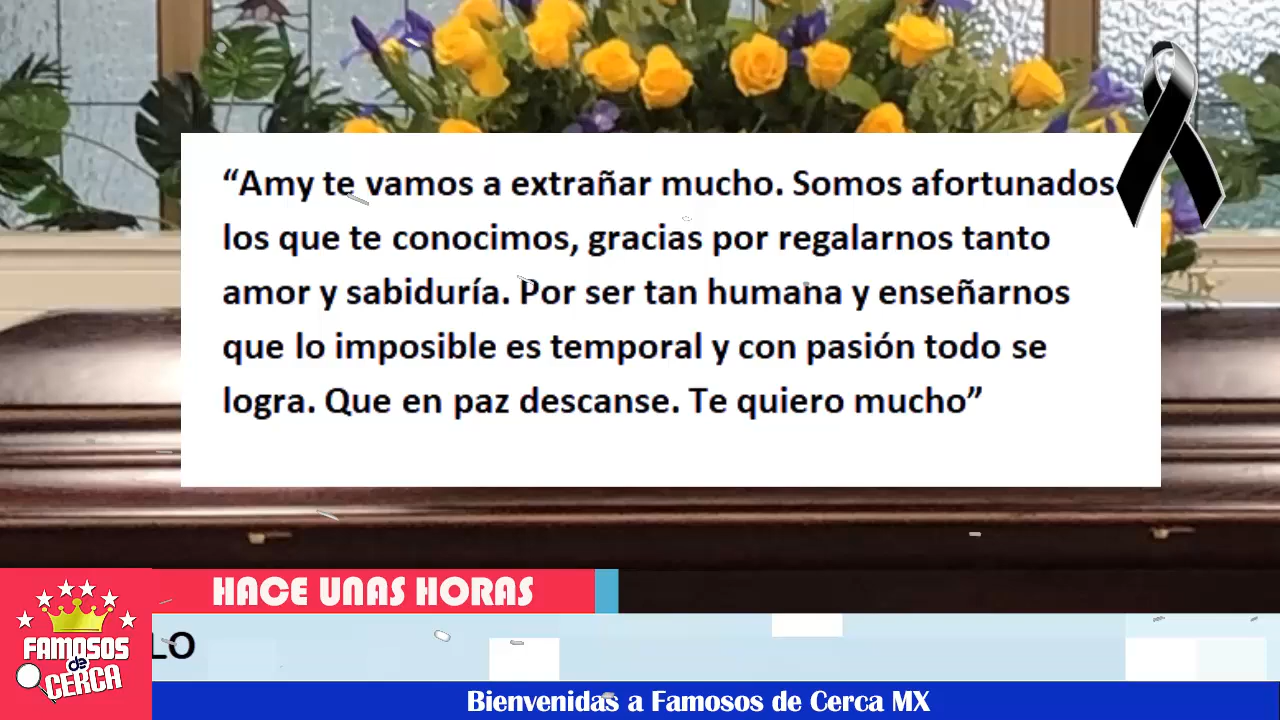 “Amy te vamos a extrañar mucho. Somos afortunados
los que te conocimos, gracias por regalarnos tanto
amor y sabiduría. Por ser tan humana y enseñarnos
que lo imposible es temporal y con pasión todo se
logra. Que en paz descanse. Te quiero mucho”
HACE UNAS HORAS
LO
FAMOSOS
de
CERCA
Bienvenidas a Famosos de Cerca MX